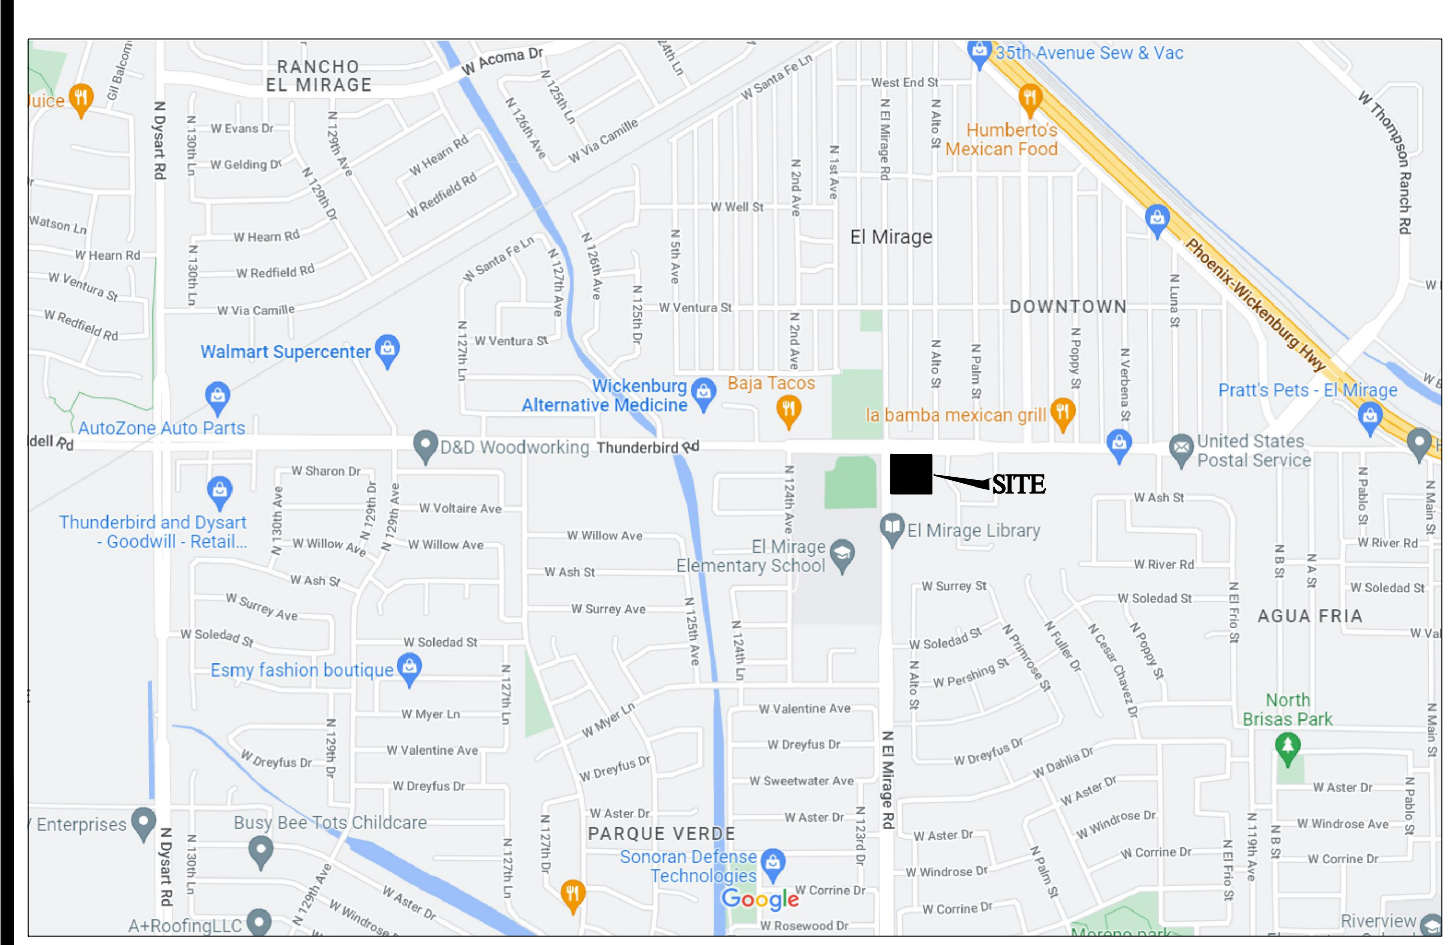 35th Avenue Sew & Vac
RANCHO
EL MIRAGE
W Acoma Dr
24th Ln
W Santa Fe Ln
West End St
Gil Balcom
Juice
N Dysart Rd
N 130th Ln
W Evans Dr
N 129th Ave
N 126th Ave
N 125th Ln
W Via Camille
N El Mirage Rd
N Alto St
Humberto's
Mexican Food
W Thompson Ranch Rd
W Gelding Dr
W Hearn Rd
W Redfield Rd
N 129th Dr
N 2nd Ave
N 1st Ave
W Well St
Watson Ln
W Hearn Rd
W Hearn Rd
W Santa Fe Ln
N 127th Ave
N 126th Ave
N 5th Ave
El Mirage
Phoenix-Wickenburg Hwy
W Ventura St
N 130th Ln
W Redfield Rd
N 125th Dr
W Ventura St
DOWNTOWN
N Luna St
W Redfield Rd
W Via Camille
N 127th Ln
W Ventura St
N 2nd Ave
N Alto St
N Palm St
N Poppy St
N Verbena St
Walmart Supercenter
Wickenburg
Alternative Medicine
Baja Tacos
la bamba mexican grill
Pratt's Pets - El Mirage
AutoZone Auto Parts
dell Rd
D&D Woodworking
Thunderbird Rd
United States
Postal Service
W Sharon Dr
N 130th Ave
N 129th Dr
N 129th Ave
W Voltaire Ave
N 124th Ave
SITE
W Ash St
N Pablo St
N Main St
Thunderbird and Dysart
- Goodwill - Retail...
W Willow Ave
W Willow Ave
W Willow Ave
El Mirage
Elementary School
El Mirage Library
W River Rd
N B St
N A St
W River Rd
W Ash St
W Ash St
W Surrey St
W Soledad St
N El Frio St
W Soledad St
W Surrey Ave
W Surrey Ave
N 125th Ave
N 124th Ln
AGUA FRIA
W Soledad St
W Soledad St
W Soledad St
N Primrose St
N Fuller Dr
N Cesar Chavez Dr
N Poppy St
W Val
Esmy fashion boutique
N 127th Ln
N Alto St
W Pershing St
North
Brisas Park
W Myer Ln
W Myer Ln
W Valentine Ave
N Main St
N 129th Dr
W Valentine Ave
W Dreyfus Dr
N El Mirage Rd
W Dreyfus Dr
W Dreyfus Dr
W Dreyfus Dr
W Dahlia Dr
W Dreyfus Dr
W Sweetwater Ave
W Aster Dr
W Aster Dr
N Pablo St
Enterprises
Busy Bee Tots Childcare
W Aster Dr
PARQUE VERDE
W Aster Dr
N 123rd Dr
W Aster Dr
W Windrose Dr
N 119th Ave
N B St
W Windrose Ave
N Dysart Rd
N 130th Ln
N 127th Ln
N 127th Dr
Sonoran Defense
Technologies
W Corrine Dr
W Windrose Dr
N Palm St
W Corrine Dr
N El Frio St
W Corrine Dr
N 129th Ave
W Aster Dr
W Windrose Dr
Google
W Corrine Dr
W Rosewood Dr
A+RoofingLLC
Moreno park
Riverview